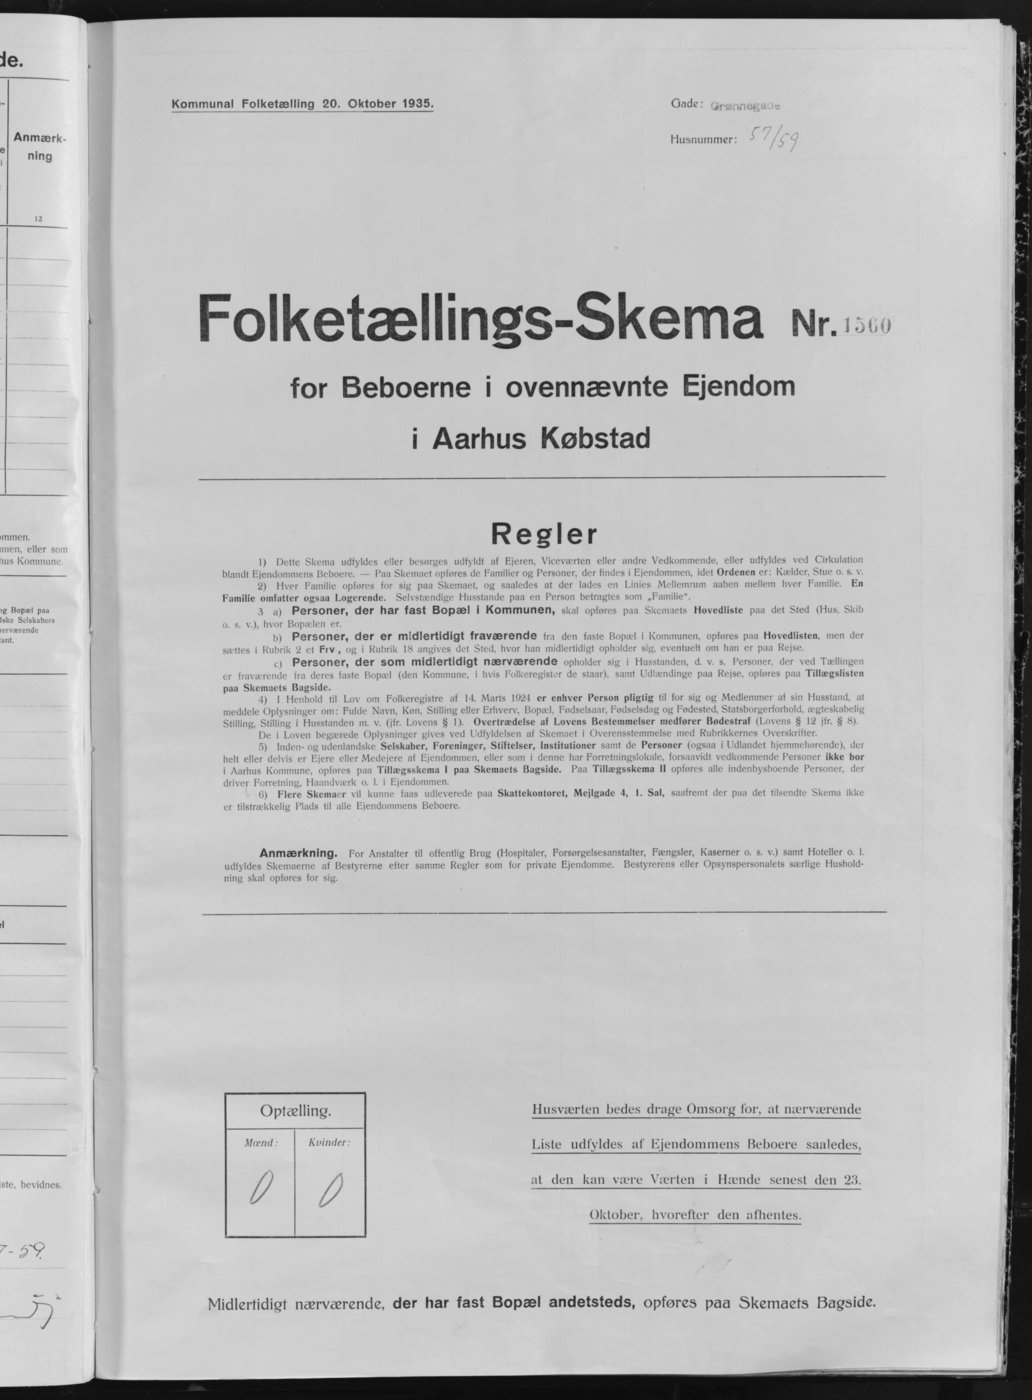 de.
Anmærk-
ning
12
ommen.
mmen, eller som
hus Kommune.
og Bopæl paa
lske Selskabers
nærværende
lant.
iste, bevidnes.
7-59.
Kommunal Folketælling 20. Oktober 1935.
Gade: Grønnegade
Husnummer: 57/59
Folketællings-Skema Nr. 1560
for Beboerne i ovennævnte Ejendom
i Aarhus Købstad
Regler
1) Dette Skema udfyldes eller besørges udfyldt af Ejeren, Viceværten eller andre Vedkommende, eller udfyldes ved Cirkulation
blandt Ejendommens Beboere. — Paa Skemaet opføres de Familier og Personer, der findes i Ejendommen, idet Ordenen er: Kælder, Stue o. s. v.
2) Hver Familie opføres for sig paa Skemaet, og saaledes at der lades en Linies Mellemrum aaben mellem hver Familie. En
Familie omfatter ogsaa Logerende. Selvstændige Husstande paa en Person betragtes som „Familie“.
3 a) Personer, der har fast Bopæl i Kommunen, skal opføres paa Skemaets Hovedliste paa det Sted (Hus, Skib
o. s. v.), hvor Bopælen er.
b) Personer, der er midlertidigt fraværende fra den faste Bopæl i Kommunen, opføres paa Hovedlisten, men der
sættes i Rubrik 2 et Frv., og i Rubrik 18 angives det Sted, hvor han midlertidigt opholder sig, eventuelt om han er paa Rejse.
c) Personer, der som midlertidigt nærværende opholder sig i Husstanden, d. v. s. Personer, der ved Tællingen
er fraværende fra deres faste Bopæl (den Kommune, i hvis Folkeregister de staar), samt Udlændinge paa Rejse, opføres paa Tillægslisten
paa Skemaets Bagside.
4) I Henhold til Lov om Folkeregistre af 14. Marts 1924 er enhver Person pligtig til for sig og Medlemmer af sin Husstand, at
meddele Oplysninger om: Fulde Navn, Køn, Stilling eller Erhverv, Bopæl, Fødselsaar, Fødselsdag og Fødested, Statsborgerforhold, ægteskabelig
Stilling, Stilling i Husstanden m. v. (jfr. Lovens § 1). Overtrædelse af Lovens Bestemmelser medfører Bødestraf (Lovens § 12 jfr. § 8).
De i Loven begærede Oplysninger gives ved Udfyldelsen af Skemaet i Overensstemmelse med Rubrikkernes Overskrifter.
5) Inden- og udenlandske Selskaber, Foreninger, Stiftelser, Institutioner samt de Personer (ogsaa i Udlandet hjemmehørende), der
helt eller delvis er Ejere eller Medejere af Ejendommen, eller som i denne har Forretningslokale, forsaavidt vedkommende Personer ikke bor
i Aarhus Kommune, opføres paa Tillægsskema I paa Skemaets Bagside. Paa Tillægsskema II opføres alle indenbysboende Personer, der
driver Forretning, Haandværk o. l. i Ejendommen.
6) Flere Skemaer vil kunne faas udleverede paa Skattekontoret, Mejlgade 4, 1. Sal, saafremt der paa det tilsendte Skema ikke
er tilstrækkelig Plads til alle Ejendommens Beboere.
Anmærkning. For Anstalter til offentlig Brug (Hospitaler, Forsørgelsesanstalter, Fængsler, Kaserner o. s. v.) samt Hoteller o. l.
udfyldes Skemaerne af Bestyrerne efter samme Regler som for private Ejendomme. Bestyrerens eller Opsynspersonalets særlige Hushold-
ning skal opføres for sig.
Optælling.
Mænd: Kvinder:
0 0
Husværten bedes drage Omsorg for, at nærværende
Liste udfyldes af Ejendommens Beboere saaledes,
at den kan være Værten i Hænde senest den 23.
Oktober, hvorefter den afhentes.
Midlertidigt nærværende, der har fast Bopæl andetsteds, opføres paa Skemaets Bagside.